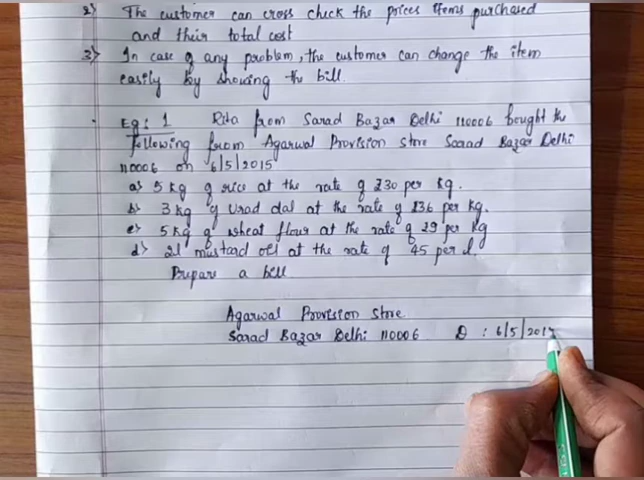 2) The customer can cross check the prices items purchased
and their total cost
3) In case of any problem, the customer can change the item
easily by showing the bill.
Eg: 1 Rita from Sarad Bazar Delhi 110006 bought the
following from Agarwal Provision store Sarad Bazar Delhi
110006 on 6/5/2015
a) 5 kg of rice at the rate of ₹30 per kg.
b) 3 kg of Urad dal at the rate of ₹36 per kg.
c) 5 kg of wheat flour at the rate of 29 per kg
d) 2l mustard oil at the rate of 45 per l.
Prepare a bill
Agarwal Provision store
Sarad Bazar Delhi 110006 D : 6/5/201